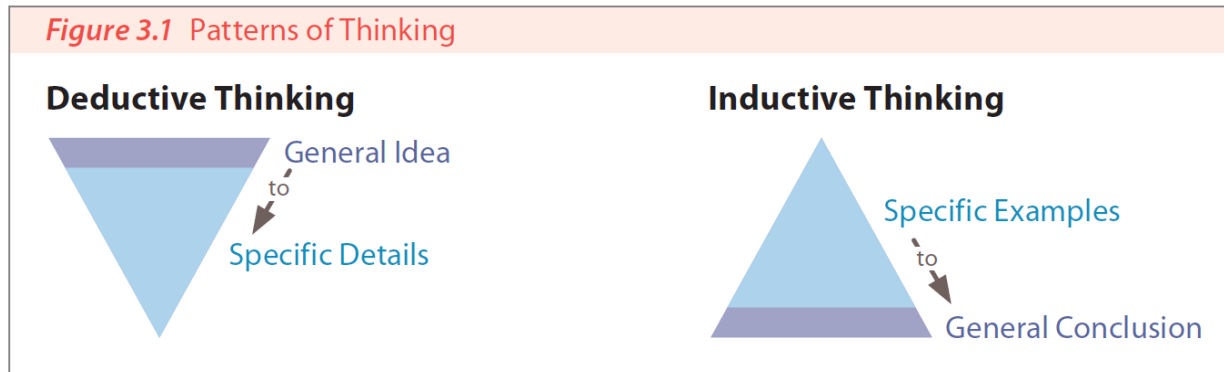 Figure 3.1 Patterns of Thinking
Deductive Thinking
General Idea
to
Specific Details
Inductive Thinking
Specific Examples
to
General Conclusion